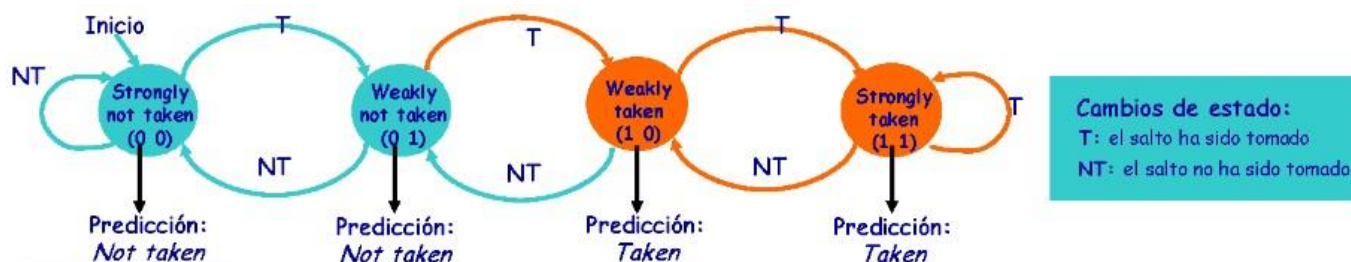 Inicio
T
T
T
NT
Strongly
not taken
(0 0)
Weakly
not taken
(0 1)
Weakly
taken
(1 0)
Strongly
taken
(1 1)
T
NT
NT
NT
Predicción:
Not taken
Predicción:
Not taken
Predicción:
Taken
Predicción:
Taken
Cambios de estado:
T: el salto ha sido tomado
NT: el salto no ha sido tomado